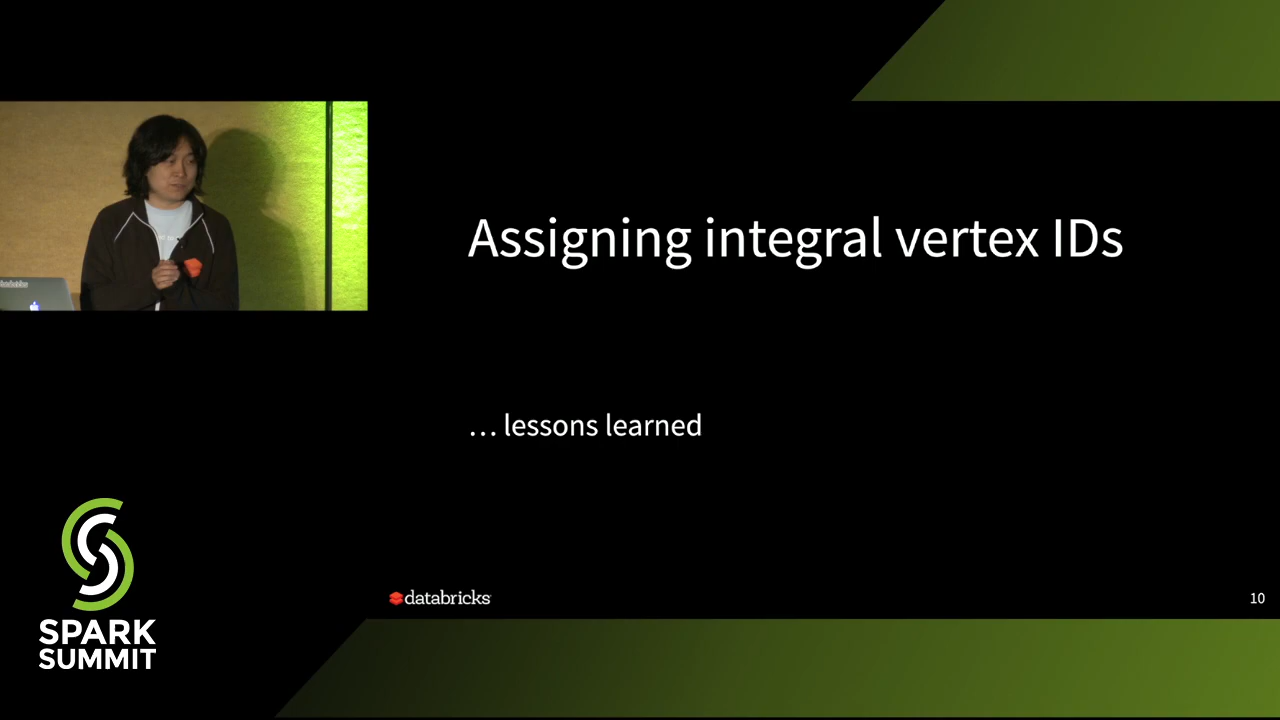 Assigning integral vertex IDs
… lessons learned
databricks
10
SPARK
SUMMIT